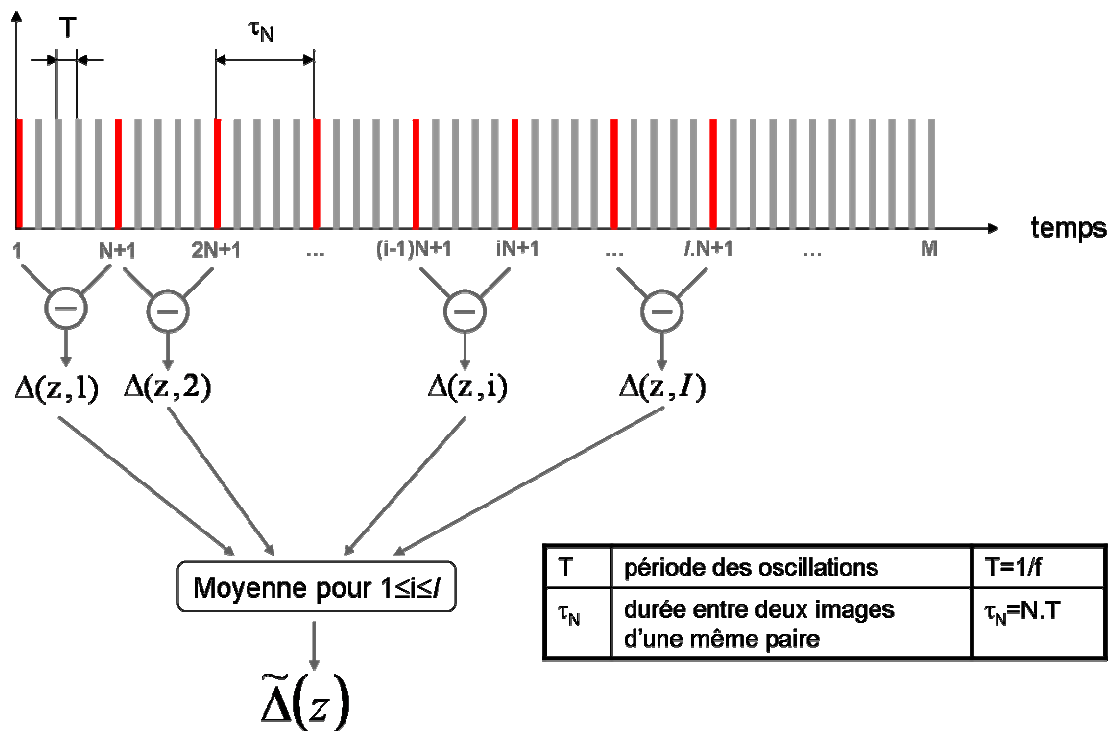 T
τN
temps
1
N+1
2N+1
...
(i-1)N+1
iN+1
...
I.N+1
...
M
−
−
−
−
Δ(z,1)
Δ(z,2)
Δ(z,i)
Δ(z,I)
Moyenne pour 1≤i≤I
Δ̃(z)
T
période des oscillations
T=1/f
τN
durée entre deux images
d'une même paire
τN=N.T